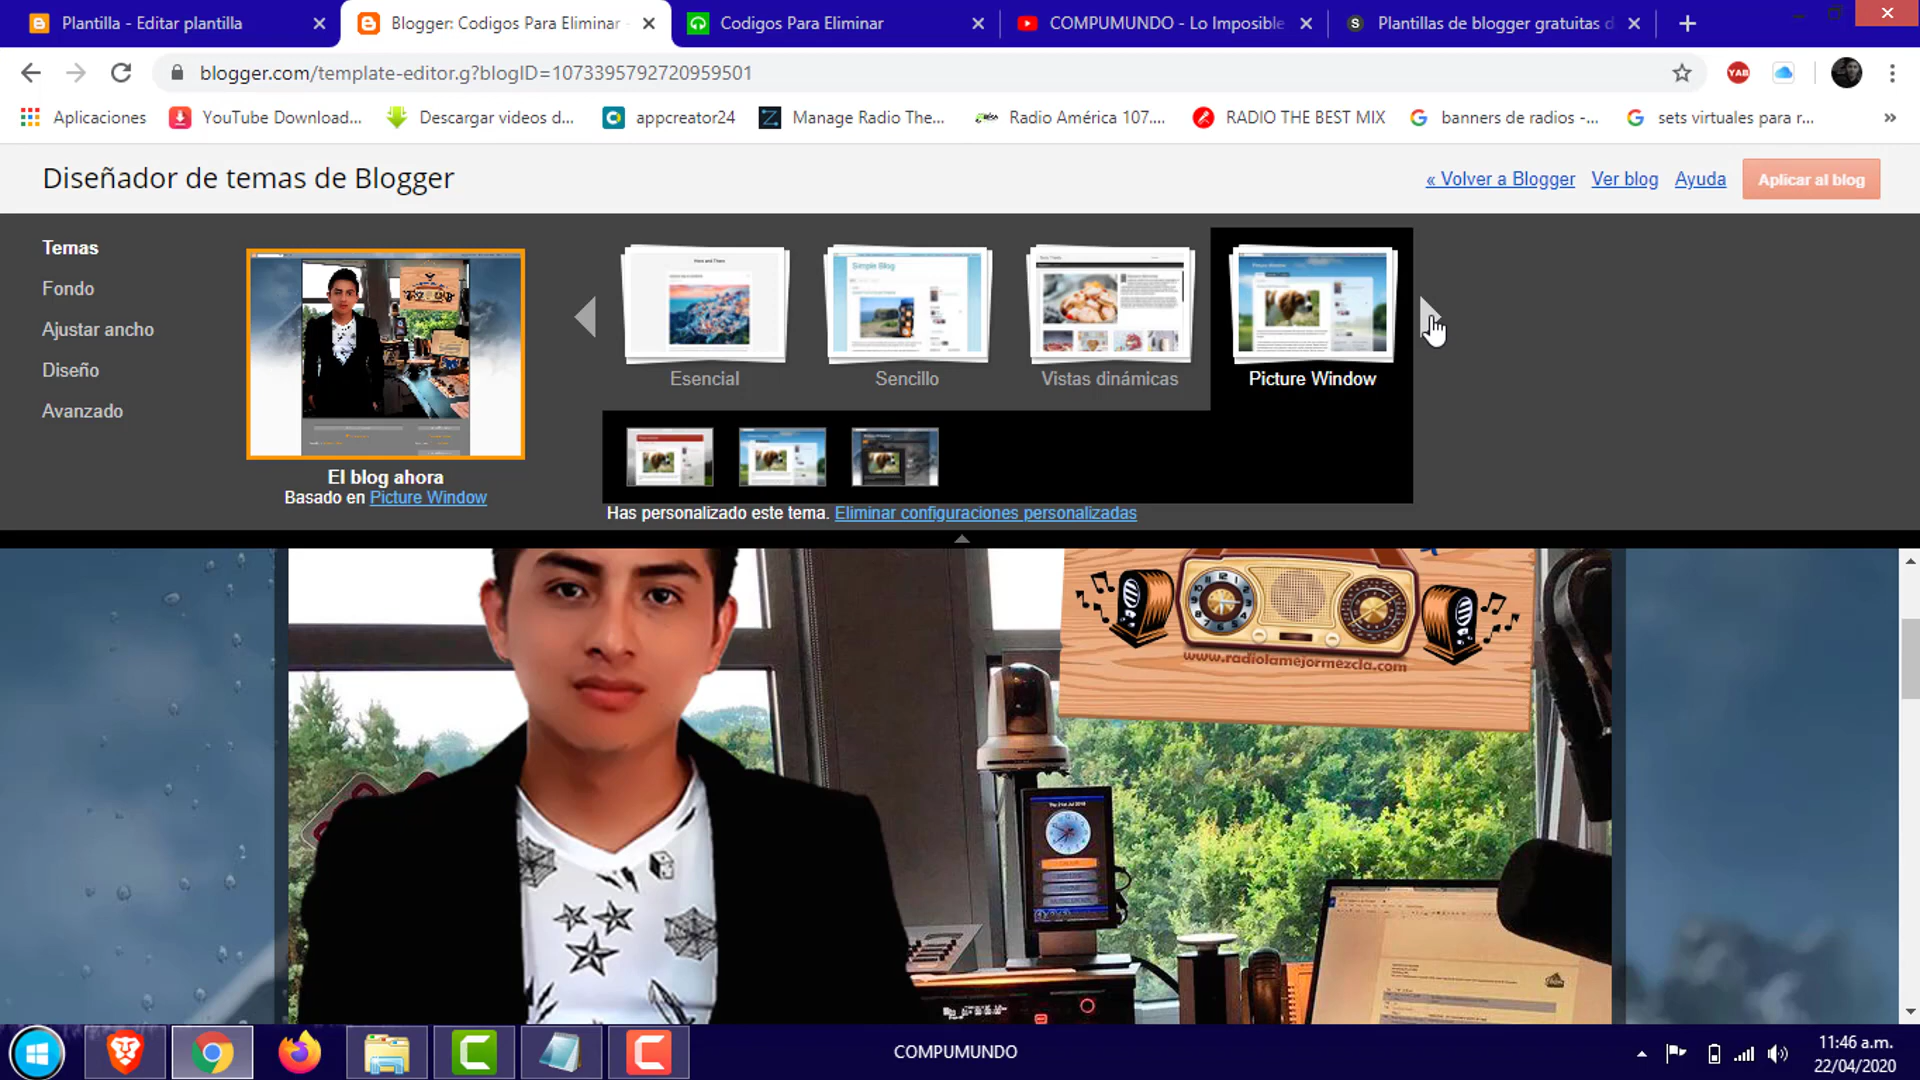 Plantilla - Editar plantilla
Blogger: Codigos Para Eliminar -
Codigos Para Eliminar
COMPUMUNDO - Lo Imposible
Plantillas de blogger gratuitas d
blogger.com/template-editor.g?blogID=1073395792720959501
YAB
Aplicaciones
YouTube Download...
Descargar videos d...
appcreator24
Manage Radio The...
Radio América 107....
RADIO THE BEST MIX
banners de radios -...
sets virtuales para r...
»
Diseñador de temas de Blogger
« Volver a Blogger
Ver blog
Ayuda
Aplicar al blog
Temas
Fondo
Ajustar ancho
Diseño
Avanzado
El blog ahora
Basado en Picture Window
Simple Blog
Esencial
Sencillo
Vistas dinámicas
Picture Window
Has personalizado este tema. Eliminar configuraciones personalizadas
www.radiolamejormezcla.com
COMPUMUNDO
11:46 a.m.
22/04/2020